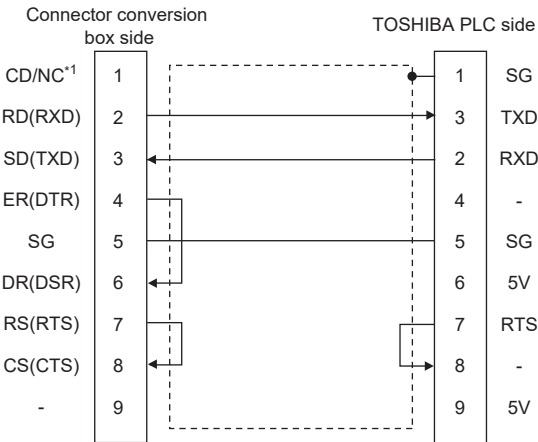 Connector conversion
box side
TOSHIBA PLC side
CD/NC*1 1 1 SG
RD(RXD) 2 3 TXD
SD(TXD) 3 2 RXD
ER(DTR) 4 4 -
SG 5 5 SG
DR(DSR) 6 6 5V
RS(RTS) 7 7 RTS
CS(CTS) 8 8 -
- 9 9 5V